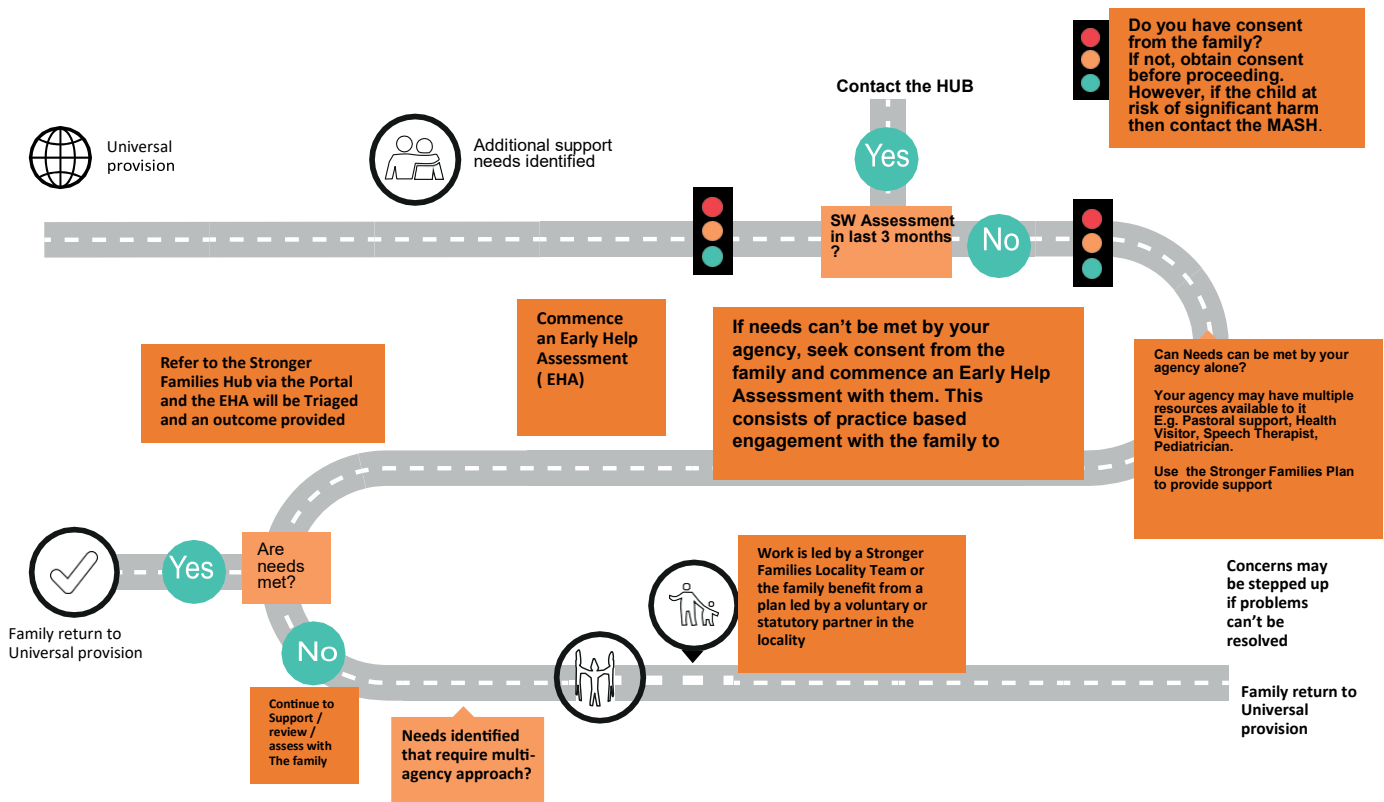 Do you have consent
from the family?
If not, obtain consent
before proceeding.
However, if the child at
risk of significant harm
then contact the MASH.
Contact the HUB
Universal
provision
Additional support
needs identified
Yes
SW Assessment
in last 3 months
?
No
Commence
an Early Help
Assessment
( EHA)
If needs can't be met by your
agency, seek consent from the
family and commence an Early Help
Assessment with them. This
consists of practice based
engagement with the family to
Refer to the Stronger
Families Hub via the Portal
and the EHA will be Triaged
and an outcome provided
Can Needs can be met by your
agency alone?
Your agency may have multiple
resources available to it
E.g. Pastoral support, Health
Visitor, Speech Therapist,
Pediatrician.
Use the Stronger Families Plan
to provide support
Are
needs
met?
Yes
Family return to
Universal provision
No
Work is led by a Stronger
Families Locality Team or
the family benefit from a
plan led by a voluntary or
statutory partner in the
locality
Concerns may
be stepped up
if problems
can't be
resolved
Continue to
Support /
review /
assess with
The family
Needs identified
that require multi-
agency approach?
Family return to
Universal
provision